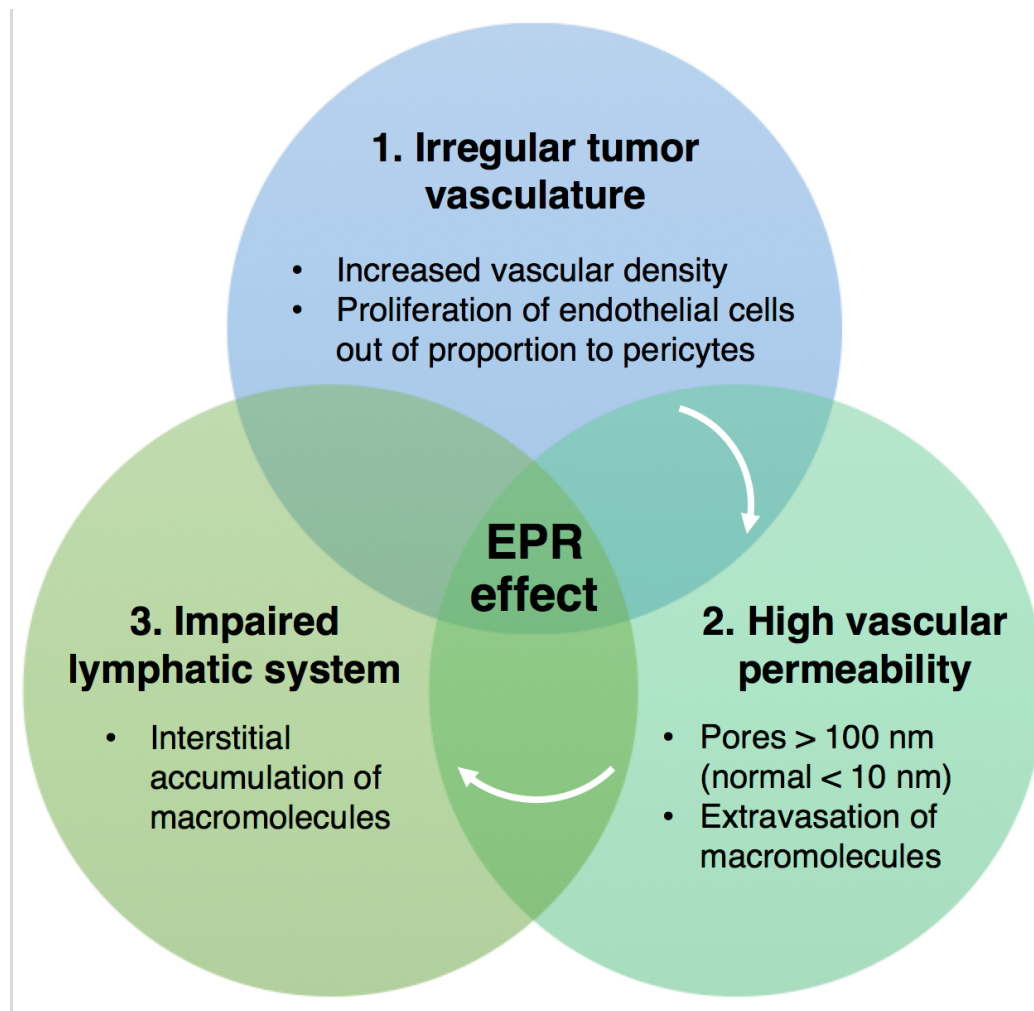 1. Irregular tumor
vasculature
• Increased vascular density
• Proliferation of endothelial cells
out of proportion to pericytes
EPR
effect
2. High vascular
permeability
• Pores > 100 nm
(normal < 10 nm)
• Extravasation of
macromolecules
3. Impaired
lymphatic system
• Interstitial
accumulation of
macromolecules